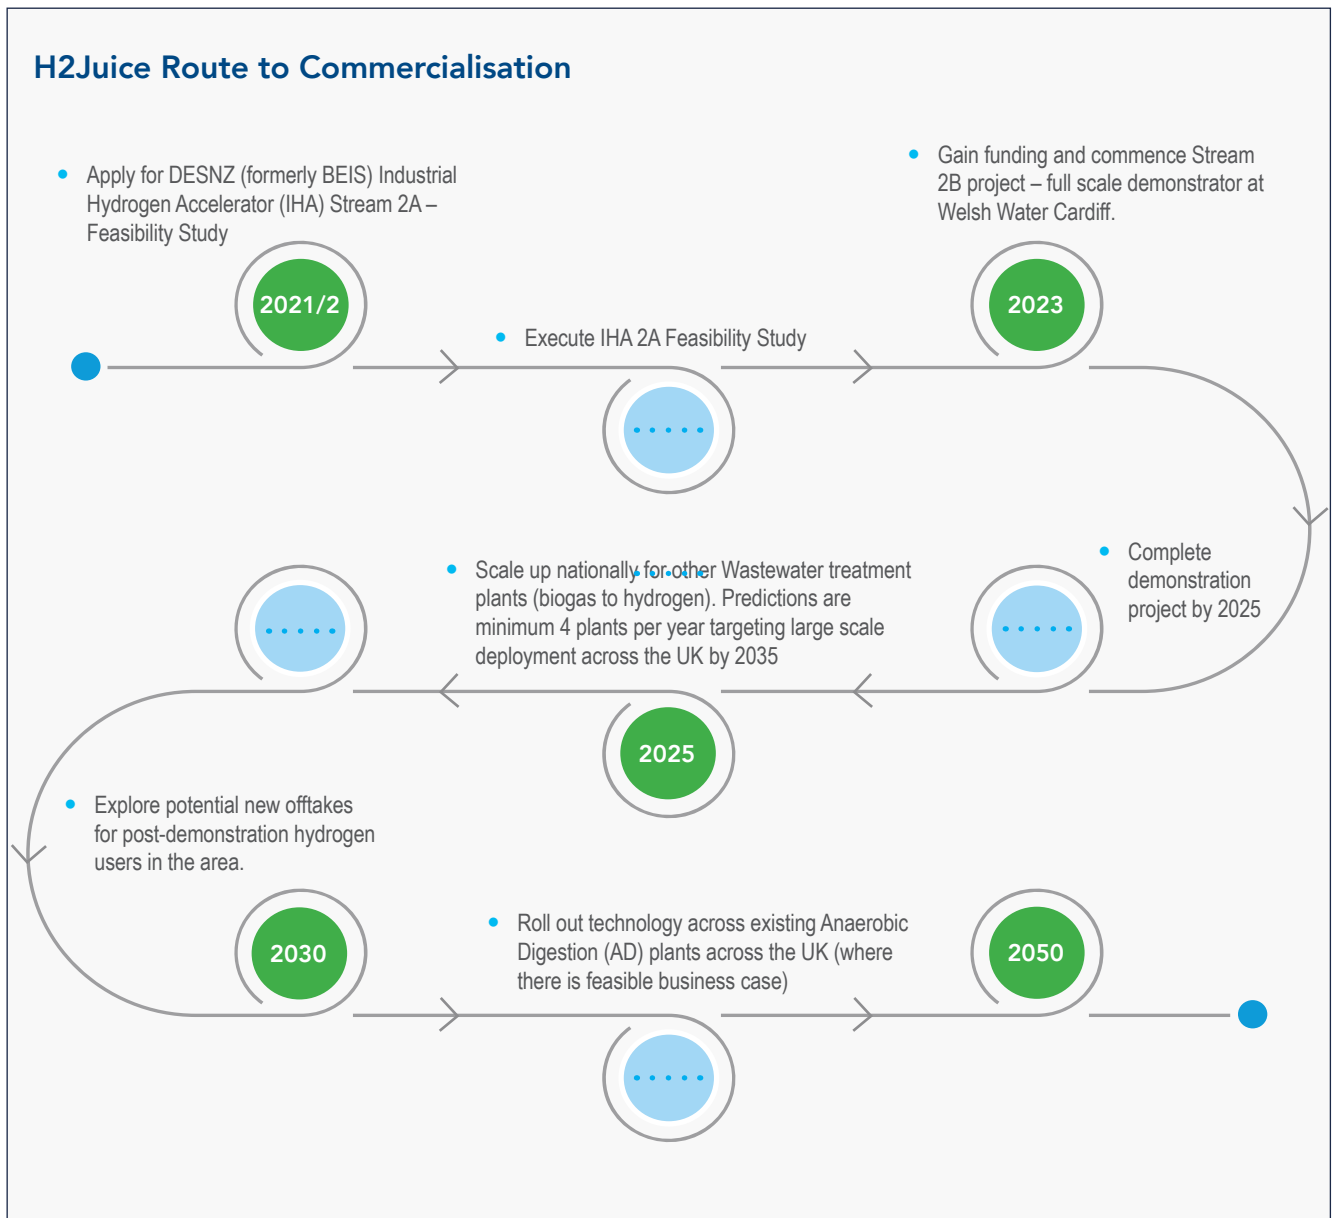 H2Juice Route to Commercialisation
Apply for DESNZ (formerly BEIS) Industrial
Hydrogen Accelerator (IHA) Stream 2A –
Feasibility Study
2021/2
Execute IHA 2A Feasibility Study
Gain funding and commence Stream
2B project – full scale demonstrator at
Welsh Water Cardiff.
2023
Complete
demonstration
project by 2025
Scale up nationally for other Wastewater treatment
plants (biogas to hydrogen). Predictions are
minimum 4 plants per year targeting large scale
deployment across the UK by 2035
2025
Explore potential new offtakes
for post-demonstration hydrogen
users in the area.
2030
Roll out technology across existing Anaerobic
Digestion (AD) plants across the UK (where
there is feasible business case)
2050